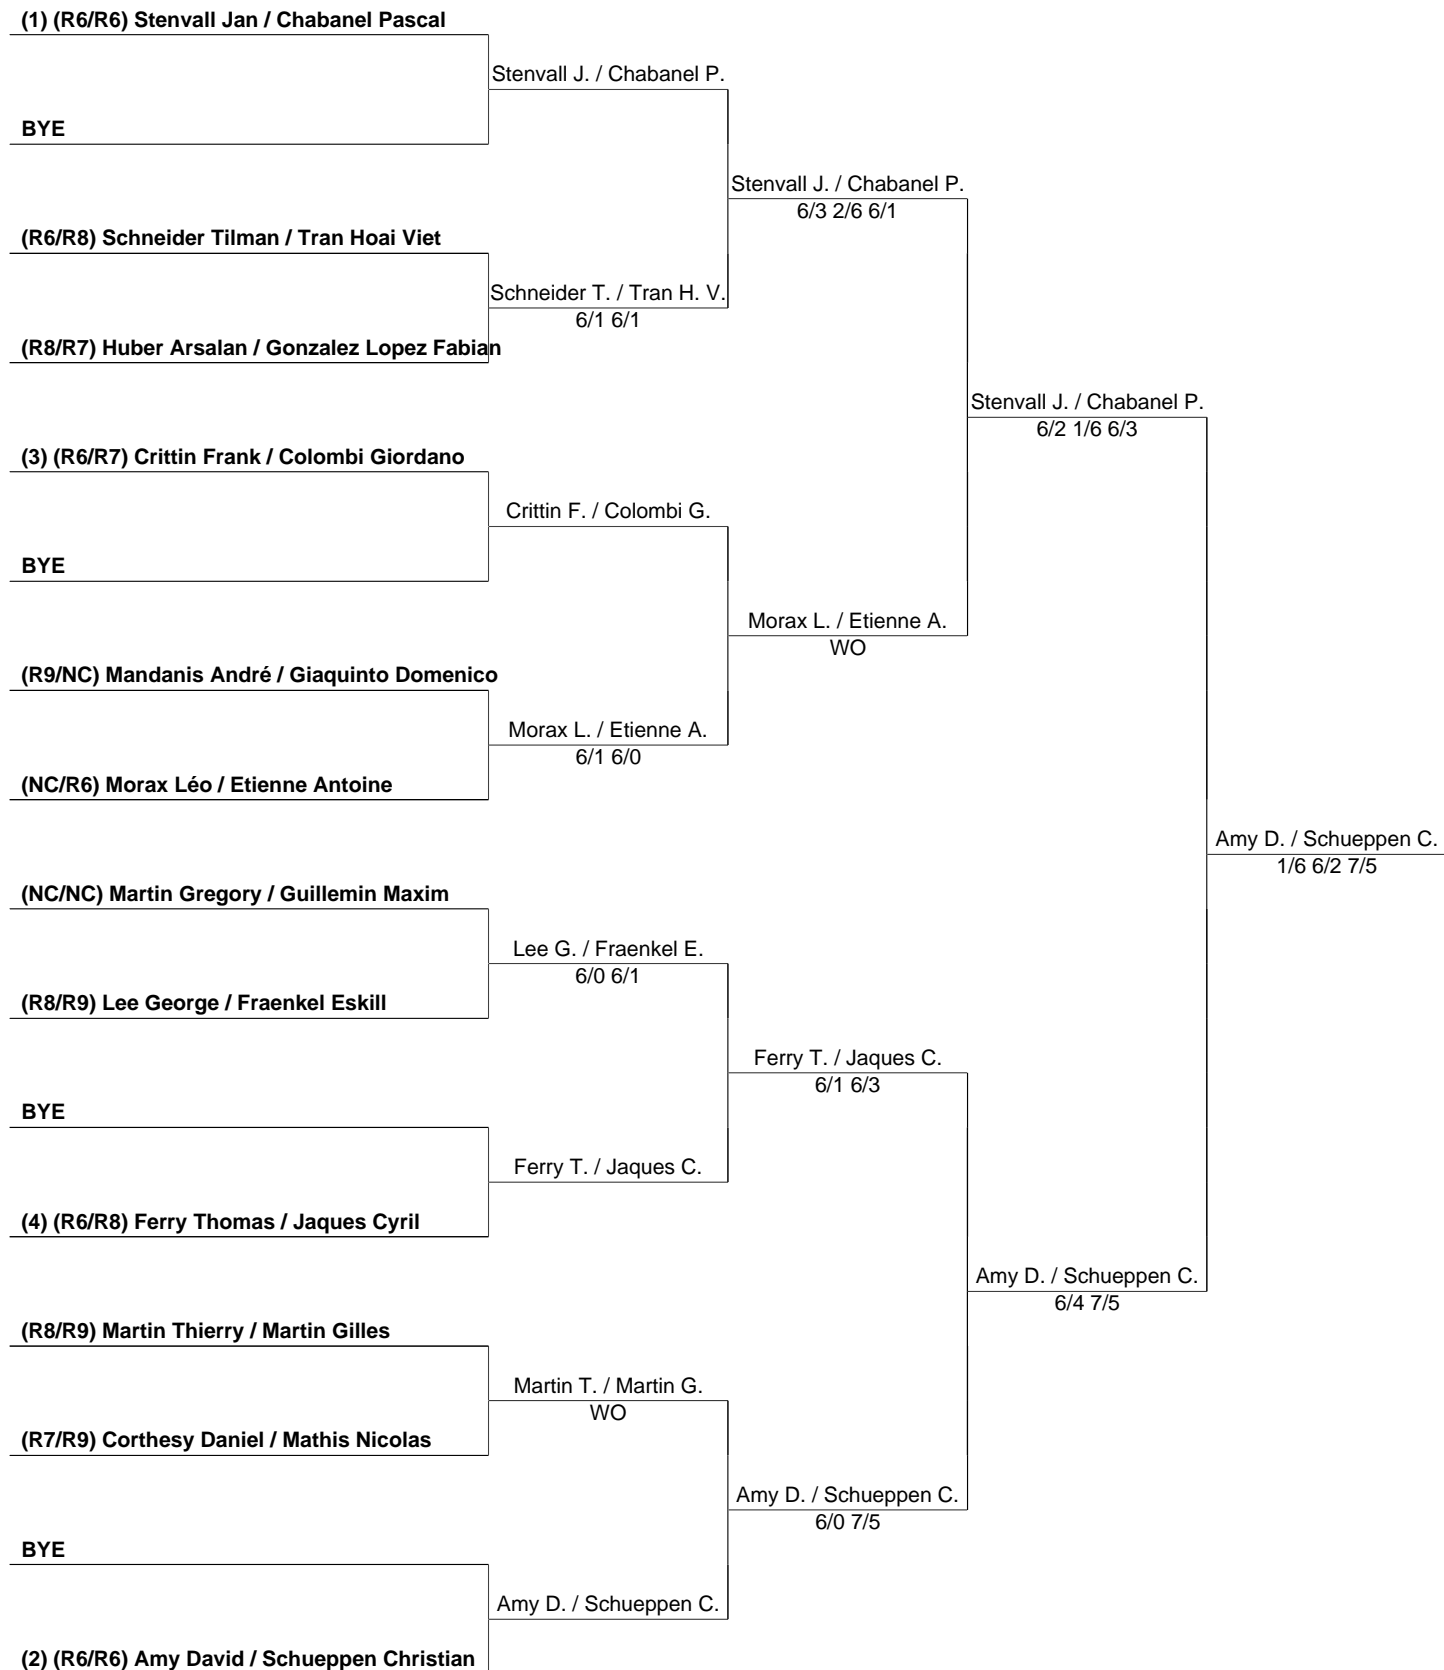 (1) (R6/R6) Stenvall Jan / Chabanel Pascal
Stenvall J. / Chabanel P.
BYE
Stenvall J. / Chabanel P.
6/3 2/6 6/1
(R6/R8) Schneider Tilman / Tran Hoai Viet
Schneider T. / Tran H. V.
6/1 6/1
(R8/R7) Huber Arsalan / Gonzalez Lopez Fabian
Stenvall J. / Chabanel P.
6/2 1/6 6/3
(3) (R6/R7) Crittin Frank / Colombi Giordano
Crittin F. / Colombi G.
BYE
Morax L. / Etienne A.
WO
(R9/NC) Mandanis André / Giaquinto Domenico
Morax L. / Etienne A.
6/1 6/0
(NC/R6) Morax Léo / Etienne Antoine
Amy D. / Schueppen C.
1/6 6/2 7/5
(NC/NC) Martin Gregory / Guillemin Maxim
Lee G. / Fraenkel E.
6/0 6/1
(R8/R9) Lee George / Fraenkel Eskill
Ferry T. / Jaques C.
6/1 6/3
BYE
Ferry T. / Jaques C.
(4) (R6/R8) Ferry Thomas / Jaques Cyril
Amy D. / Schueppen C.
6/4 7/5
(R8/R9) Martin Thierry / Martin Gilles
Martin T. / Martin G.
WO
(R7/R9) Corthesy Daniel / Mathis Nicolas
Amy D. / Schueppen C.
6/0 7/5
BYE
Amy D. / Schueppen C.
(2) (R6/R6) Amy David / Schueppen Christian